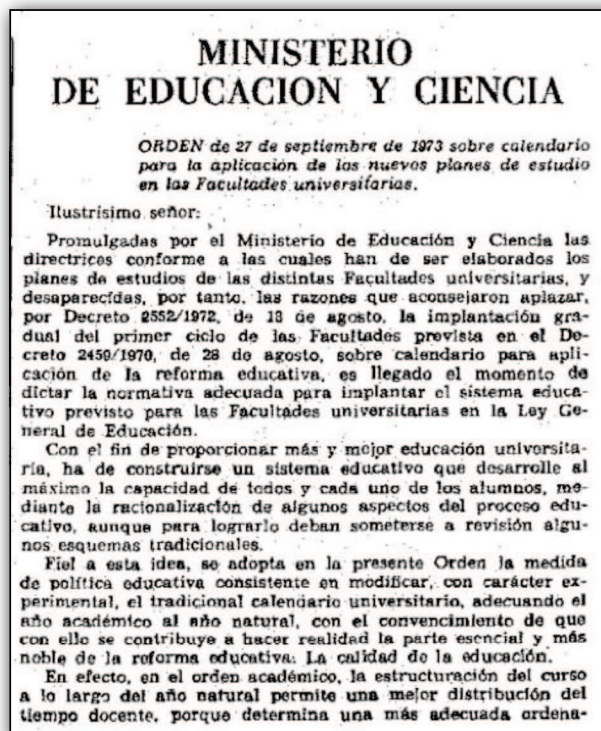 MINISTERIO
DE EDUCACION Y CIENCIA
ORDEN de 27 de septiembre de 1973 sobre calendario
para la aplicación de los nuevos planes de estudio
en las Facultades universitarias.
Ilustrísimo señor:
Promulgadas por el Ministerio de Educación y Ciencia las
directrices conforme a las cuales han de ser elaborados los
planes de estudios de las distintas Facultades universitarias, y
desaparecidas, por tanto, las razones que aconsejaron aplazar,
por Decreto 2552/1972, de 18 de agosto, la implantación gra-
dual del primer ciclo de las Facultades prevista en el De-
creto 2459/1970, de 28 de agosto, sobre calendario para apli-
cación de la reforma educativa, es llegado el momento de
dictar la normativa adecuada para implantar el sistema educa-
tivo previsto para las Facultades universitarias en la Ley Ge-
neral de Educación.
Con el fin de proporcionar más y mejor educación universita-
ria, ha de construirse un sistema educativo que desarrolle al
máximo la capacidad de todos y cada uno de los alumnos, me-
diante la racionalización de algunos aspectos del proceso edu-
cativo, aunque para lograrlo deban someterse a revisión algu-
nos esquemas tradicionales.
Fiel a esta idea, se adopta en la presente Orden la medida
de política educativa consistente en modificar, con carácter ex-
perimental, el tradicional calendario universitario, adecuando el
año académico al año natural, con el convencimiento de que
con ello se contribuye a hacer realidad la parte esencial y más
noble de la reforma educativa: La calidad de la educación.
En efecto, en el orden académico, la estructuración del curso
a lo largo del año natural permite una mejor distribución del
tiempo docente, porque determina una más adecuada ordena-